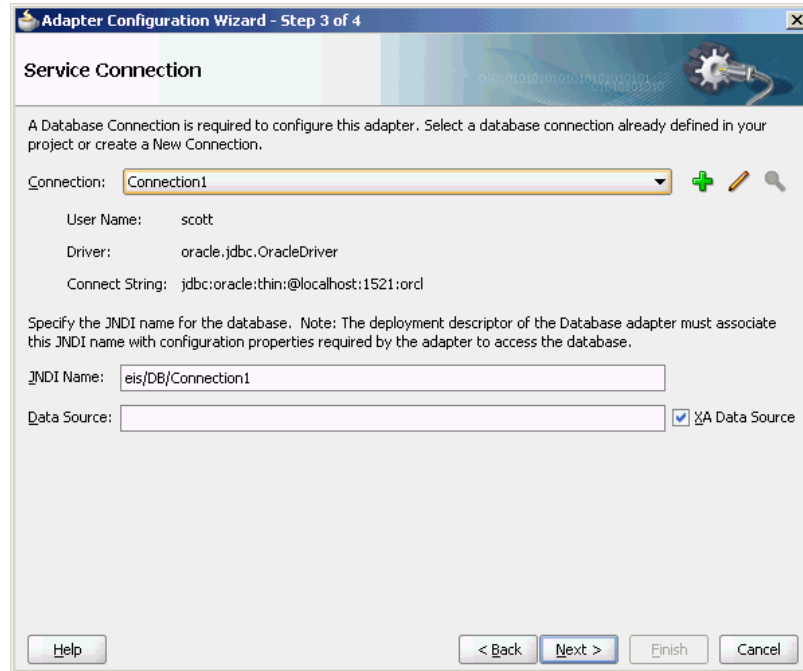 Adapter Configuration Wizard - Step 3 of 4
Service Connection
A Database Connection is required to configure this adapter. Select a database connection already defined in your
project or create a New Connection.
Connection: Connection1
User Name: scott
Driver: oracle.jdbc.OracleDriver
Connect String: jdbc:oracle:thin:@localhost:1521:orcl
Specify the JNDI name for the database. Note: The deployment descriptor of the Database adapter must associate
this JNDI name with configuration properties required by the adapter to access the database.
JNDI Name: eis/DB/Connection1
Data Source: XA Data Source
Help < Back Next > Finish Cancel